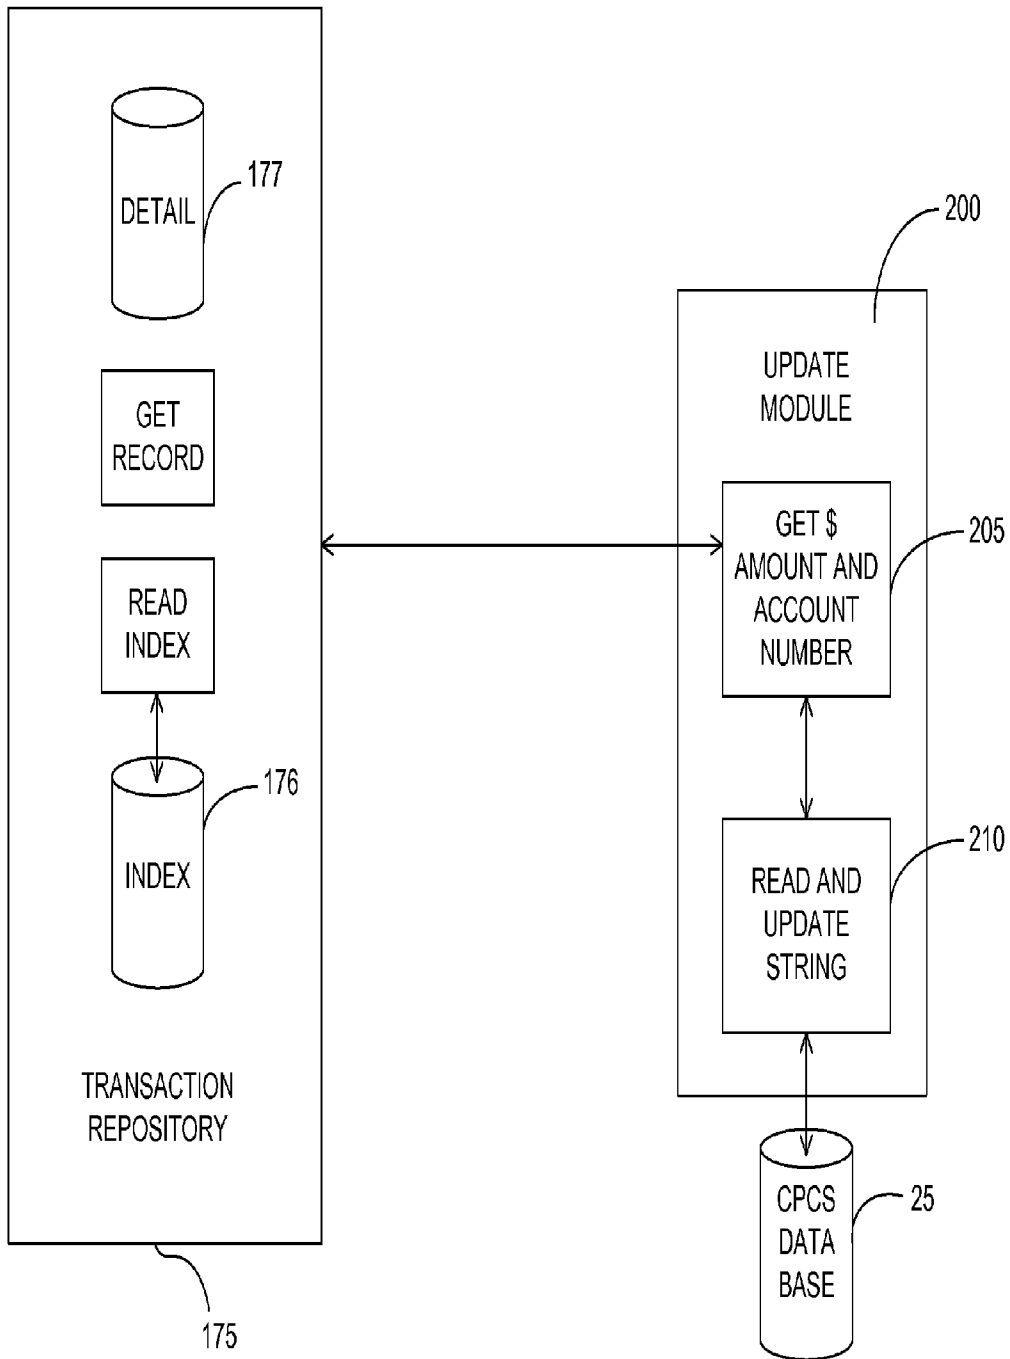 DETAIL
177
GET
RECORD
READ
INDEX
176
INDEX
TRANSACTION
REPOSITORY
175
200
UPDATE
MODULE
GET $
AMOUNT AND
ACCOUNT
NUMBER
205
READ AND
UPDATE
STRING
210
CPCS
DATA
BASE
25